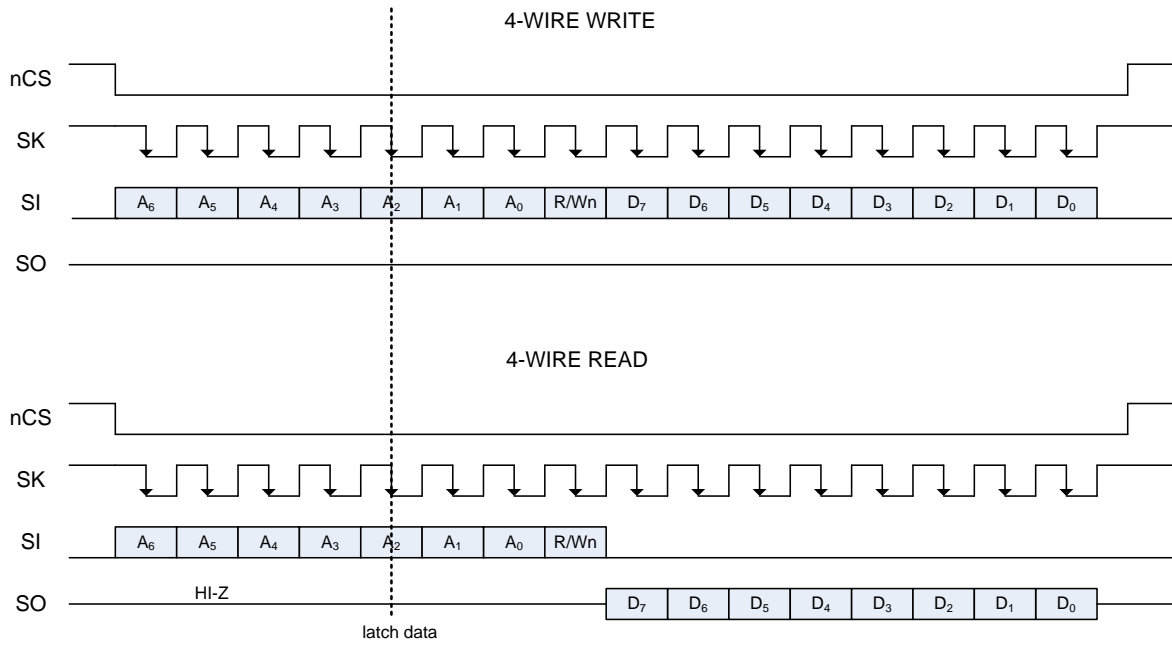 4-WIRE WRITE
nCS
SK
SI A₆ A₅ A₄ A₃ A₂ A₁ A₀ R/Wn D₇ D₆ D₅ D₄ D₃ D₂ D₁ D₀
SO
4-WIRE READ
nCS
SK
SI A₆ A₅ A₄ A₃ A₂ A₁ A₀ R/Wn
SO HI-Z D₇ D₆ D₅ D₄ D₃ D₂ D₁ D₀
latch data